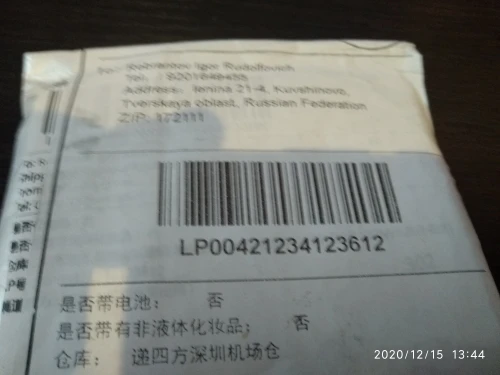 Igor Rudolfovich
Tel. :
Address: lenina 21-4, Kuvshinovo,
Tverskaya oblast, Russian Federation
ZIP: 172111
LP00421234123612
是否带电池： 否
是否带有非液体化妆品； 否
仓库： 递四方深圳机场仓
2020/12/15 13:44